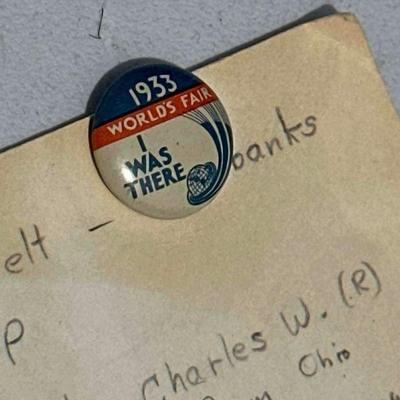 1933
WORLD'S FAIR
I
WAS
THERE
elt - banks
P
Charles W. (R)
Ohio